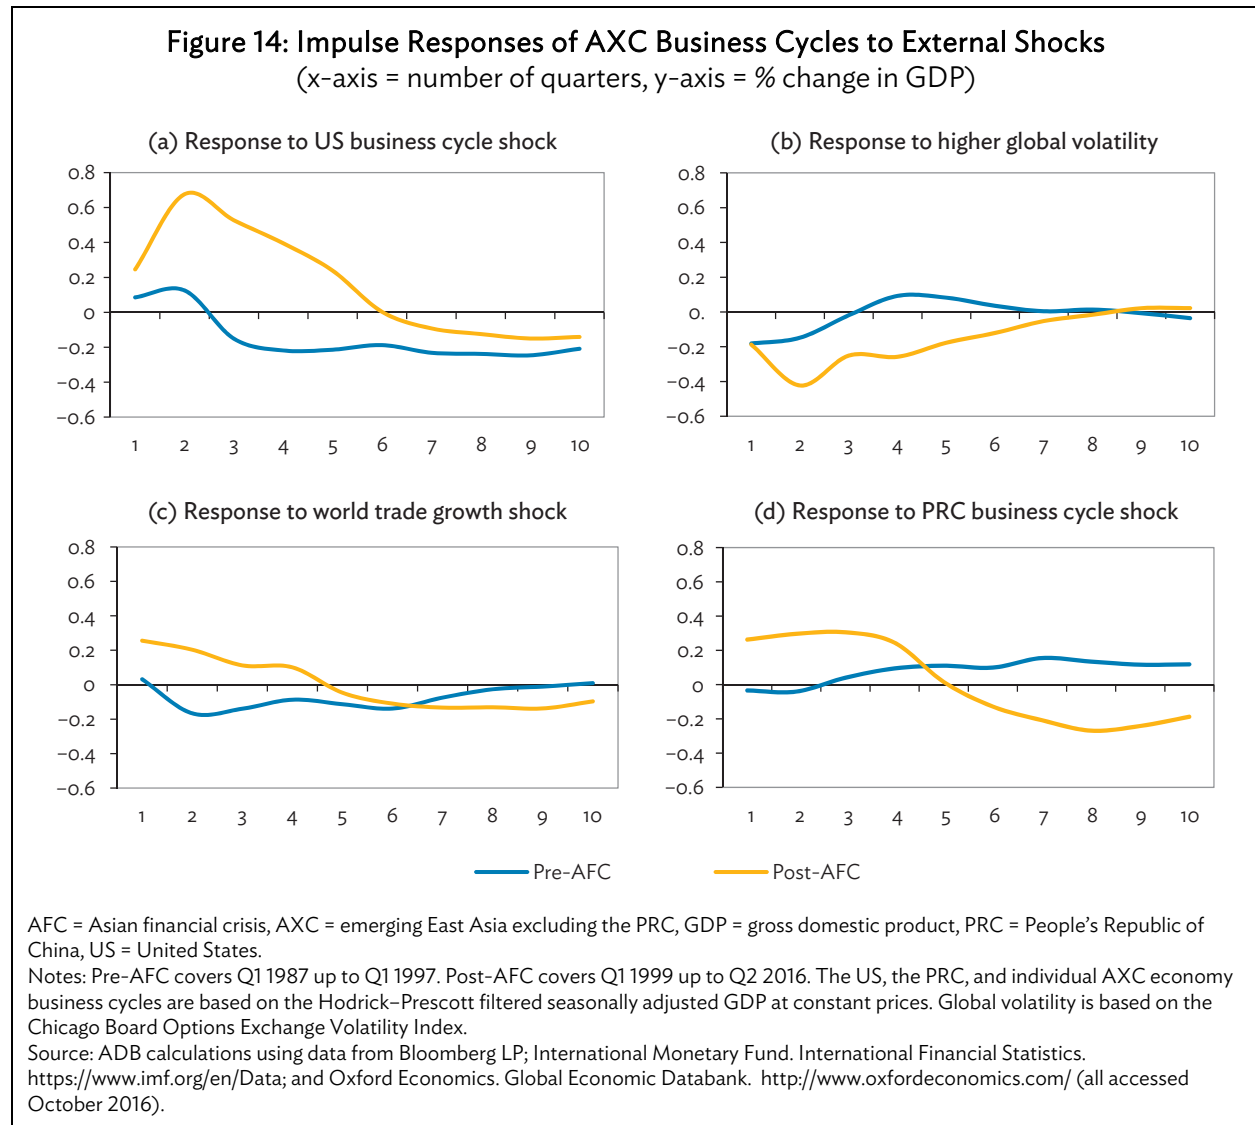 Figure 14: Impulse Responses of AXC Business Cycles to External Shocks
(x-axis = number of quarters, y-axis = % change in GDP)
(a) Response to US business cycle shock
0.8
0.6
0.4
0.2
0
−0.2
−0.4
−0.6
1 2 3 4 5 6 7 8 9 10
(b) Response to higher global volatility
0.8
0.6
0.4
0.2
0.
−0.2
−0.4
−0.6
1 2 3 4 5 6 7 8 9 10
(c) Response to world trade growth shock
0.8
0.6
0.4
0.2
0
−0.2
−0.4
−0.6
1 2 3 4 5 6 7 8 9 10
(d) Response to PRC business cycle shock
0.8
0.6
0.4
0.2
0
−0.2
−0.4
−0.6
1 2 3 4 5 6 7 8 9 10
Pre-AFC Post-AFC
AFC = Asian financial crisis, AXC = emerging East Asia excluding the PRC, GDP = gross domestic product, PRC = People's Republic of
China, US = United States.
Notes: Pre-AFC covers Q1 1987 up to Q1 1997. Post-AFC covers Q1 1999 up to Q2 2016. The US, the PRC, and individual AXC economy
business cycles are based on the Hodrick–Prescott filtered seasonally adjusted GDP at constant prices. Global volatility is based on the
Chicago Board Options Exchange Volatility Index.
Source: ADB calculations using data from Bloomberg LP; International Monetary Fund. International Financial Statistics.
https://www.imf.org/en/Data; and Oxford Economics. Global Economic Databank. http://www.oxfordeconomics.com/ (all accessed
October 2016).